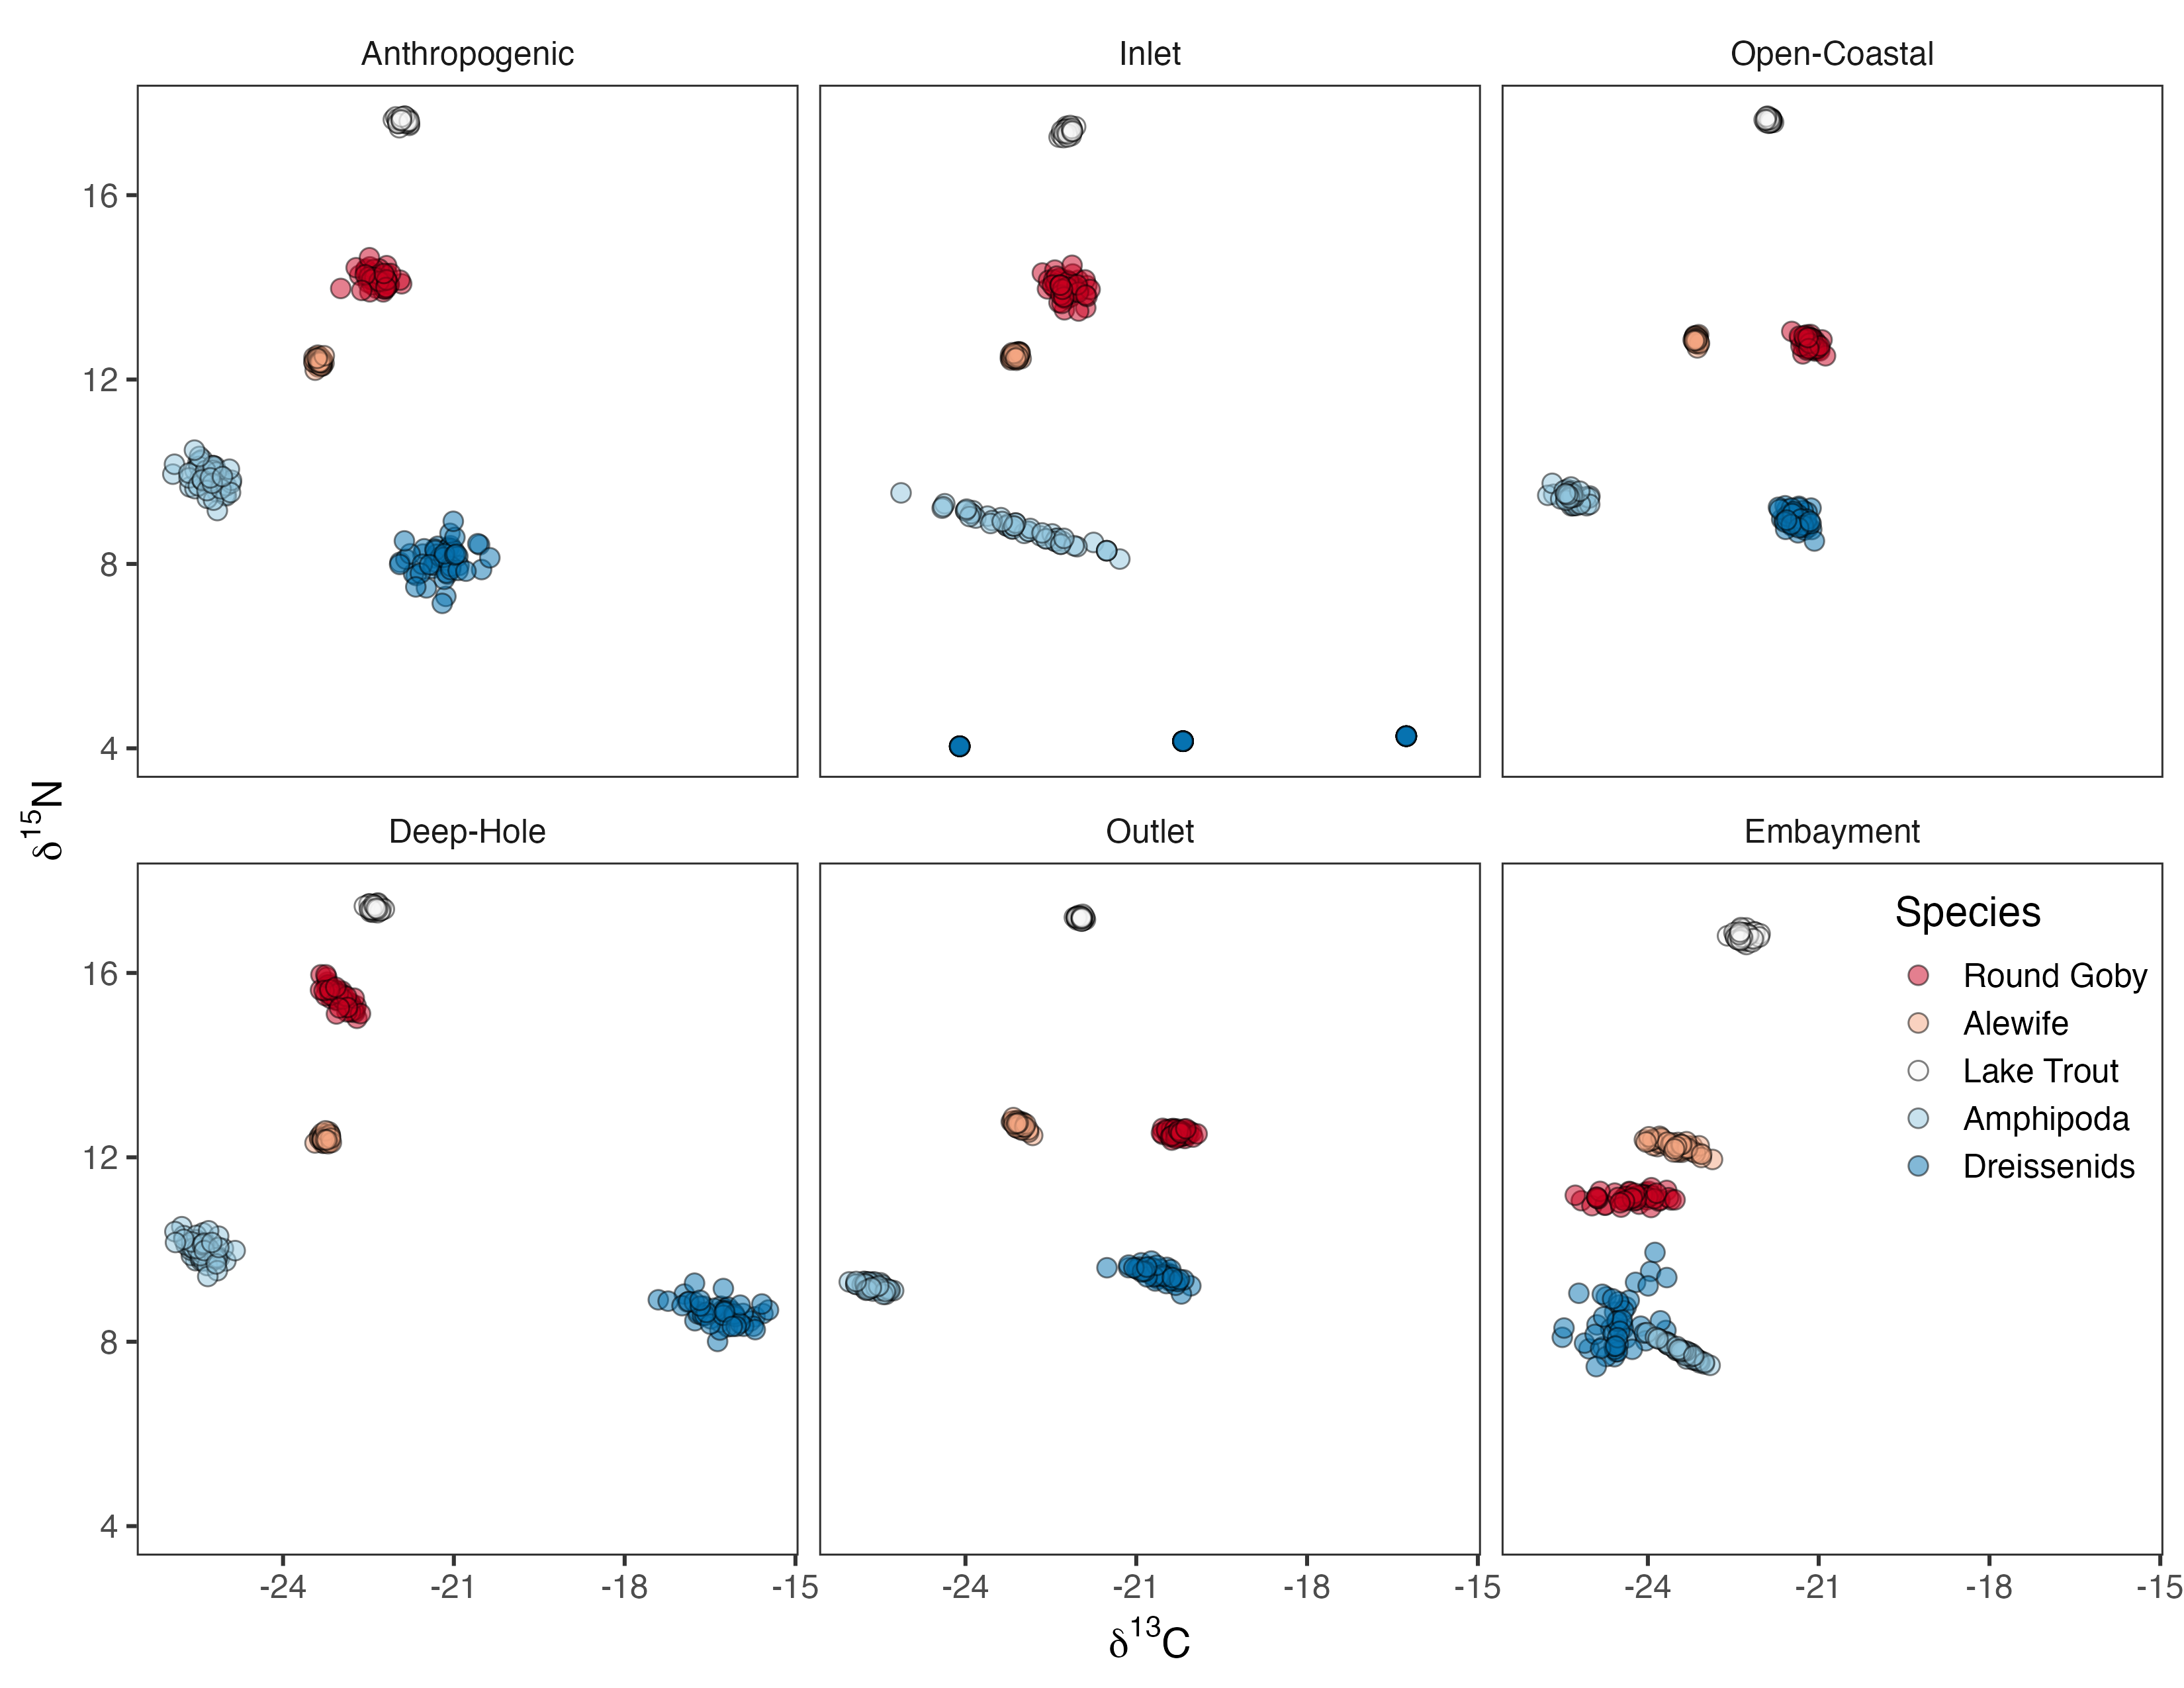 Anthropogenic Inlet Open-Coastal
16
12
8
4
δ15N
Deep-Hole Outlet Embayment
16
12
8
4
Species
Round Goby
Alewife
Lake Trout
Amphipoda
Dreissenids
-24 -21 -18 -15 -24 -21 -18 -15 -24 -21 -18 -15
δ13C